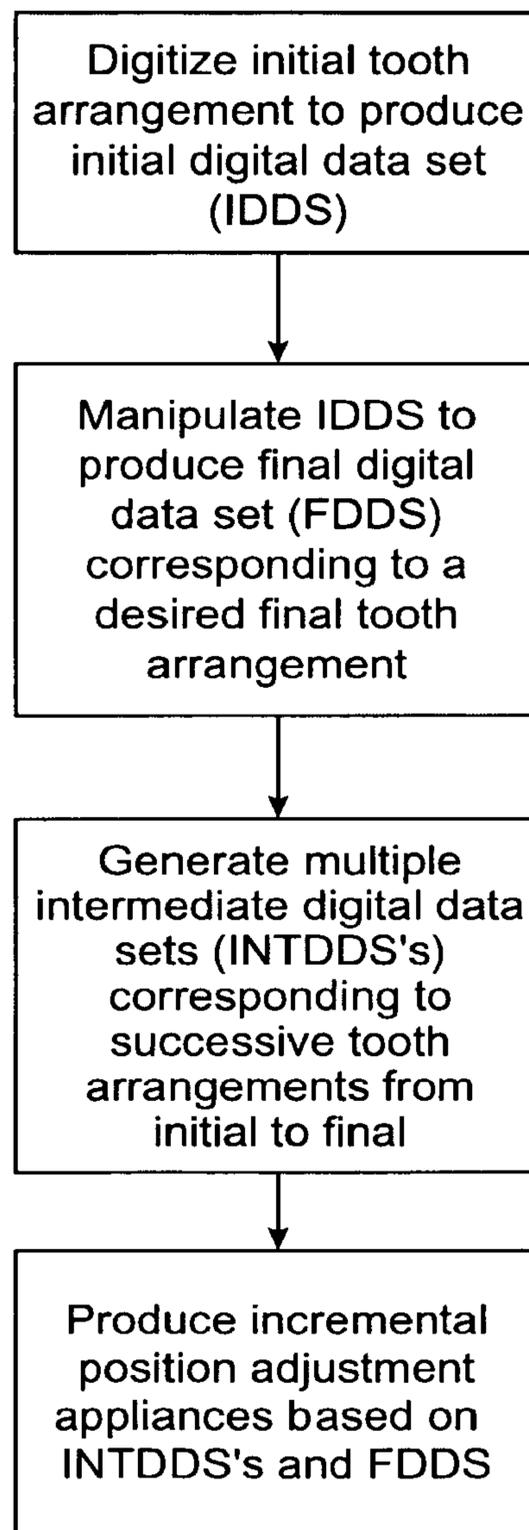 Digitize initial tooth
arrangement to produce
initial digital data set
(IDDS)
Manipulate IDDS to
produce final digital
data set (FDDS)
corresponding to a
desired final tooth
arrangement
Generate multiple
intermediate digital data
sets (INTDDS's)
corresponding to
successive tooth
arrangements from
initial to final
Produce incremental
position adjustment
appliances based on
INTDDS's and FDDS